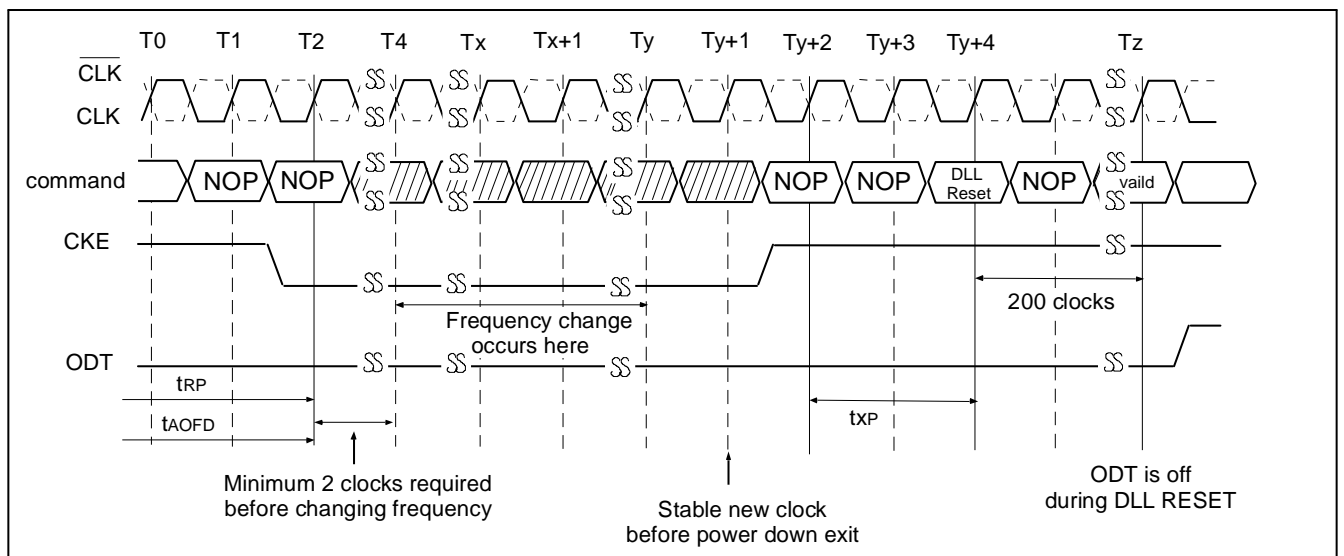 T0 T1 T2 T4 Tx Tx+1 Ty Ty+1 Ty+2 Ty+3 Ty+4 Tz
CLK
CLK
command NOP NOP NOP NOP DLL Reset NOP vaild
CKE
200 clocks
Frequency change
occurs here
ODT
tRP
tXP
tAOFD
Minimum 2 clocks required
before changing frequency
Stable new clock
before power down exit
ODT is off
during DLL RESET